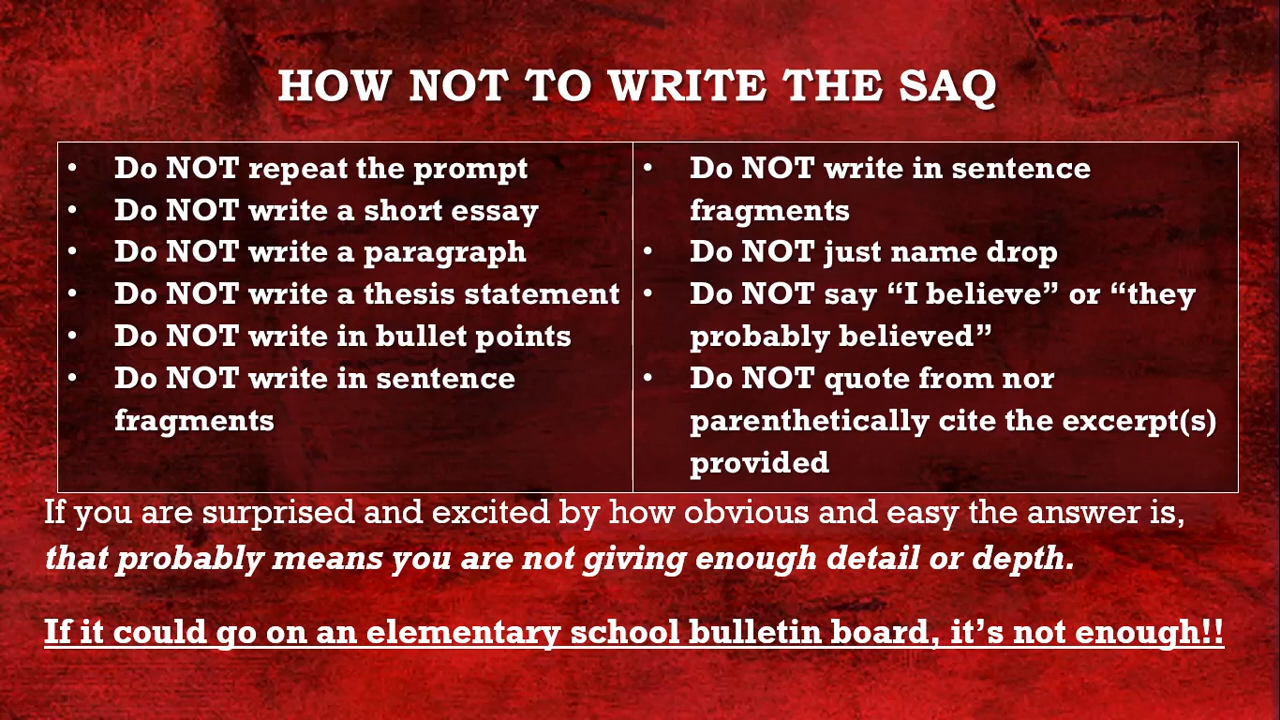 HOW NOT TO WRITE THE SAQ
• Do NOT repeat the prompt
• Do NOT write a short essay
• Do NOT write a paragraph
• Do NOT write a thesis statement
• Do NOT write in bullet points
• Do NOT write in sentence
fragments
• Do NOT write in sentence
fragments
• Do NOT just name drop
• Do NOT say “I believe” or “they
probably believed”
• Do NOT quote from nor
parenthetically cite the excerpt(s)
provided
If you are surprised and excited by how obvious and easy the answer is,
that probably means you are not giving enough detail or depth.
If it could go on an elementary school bulletin board, it’s not enough!!